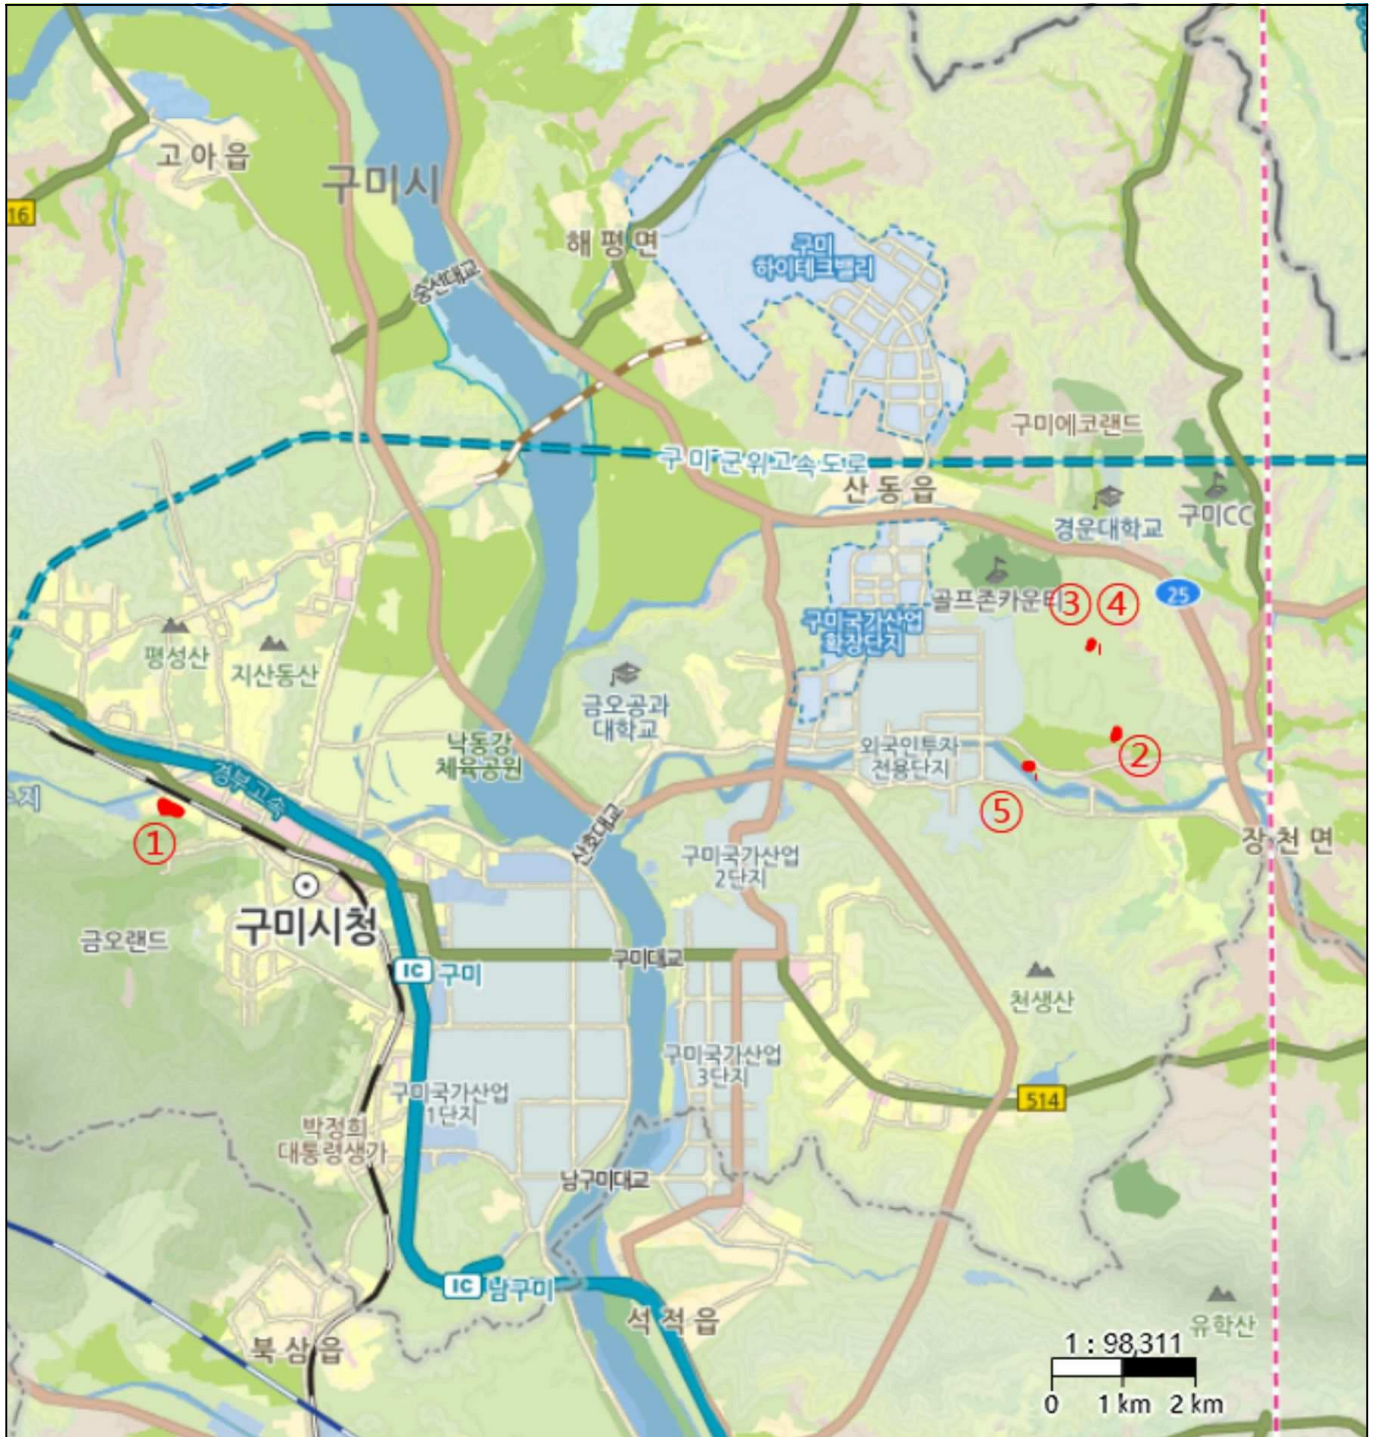 고아읍
구미시
16
해평면
구미
하이테크밸리
숭선대교
구미에코랜드
구미·군위고속도로
산동읍
경운대학교
구미CC
25
골프존카운티
③ ④
구미국가산업
확장단지
평성산
지산동산
금오공과
대학교
낙동강
체육공원
외국인투자
전용단지
②
경부고속
지
①
⑤
산호대교
장천면
구미국가산업
2단지
구미시청
금오랜드
구미대교
IC 구미
천생산
구미국가산업
3단지
구미국가산업
1단지
514
박정희
대통령생가
남구미대교
IC 남구미
석적읍
북삼읍
유학산
1 : 98,311
0 1 km 2 km